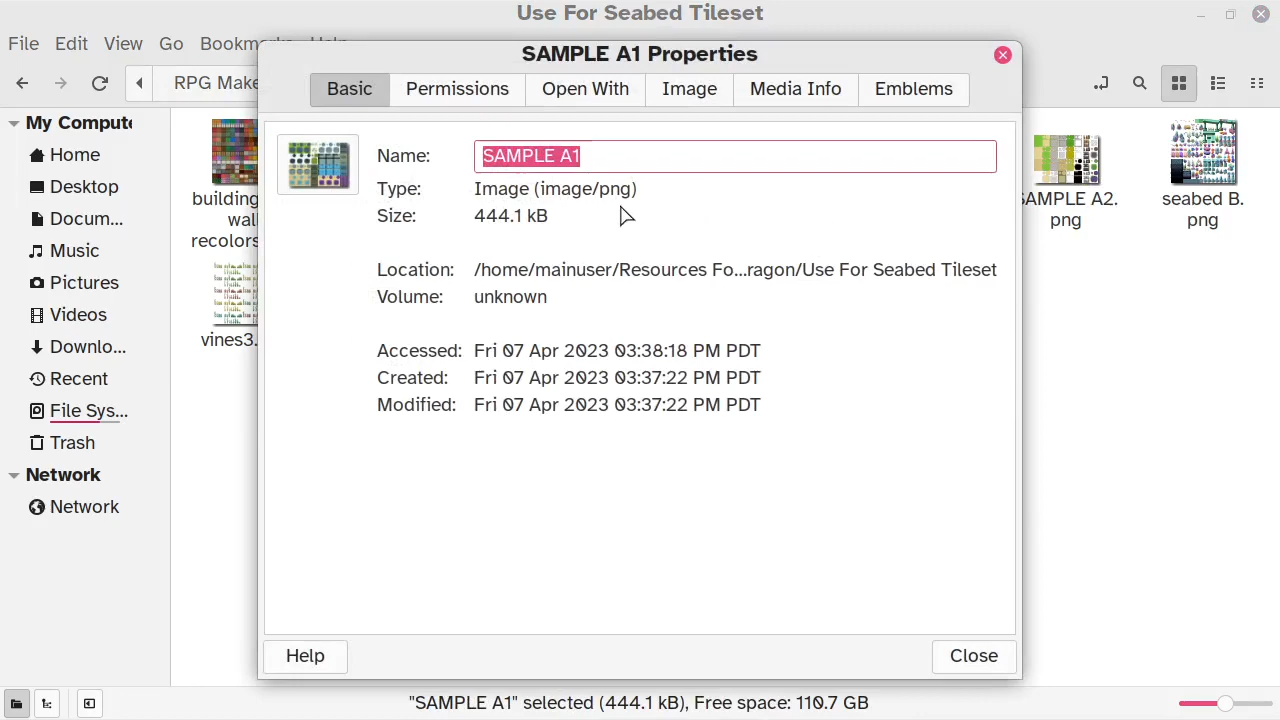 Use For Seabed Tileset
File Edit View Go
SAMPLE A1 Properties
RPG Make
Basic Permissions Open With Image Media Info Emblems
My Compute
Home
Desktop
Docum...
Music
Pictures
Videos
Downlo...
Recent
File Sys...
Trash
Network
Network
building
wall
recolors
vines3.
Name: SAMPLE A1
Type: Image (image/png)
Size: 444.1 kB
Location: /home/mainuser/Resources Fo...ragon/Use For Seabed Tileset
Volume: unknown
Accessed: Fri 07 Apr 2023 03:38:18 PM PDT
Created: Fri 07 Apr 2023 03:37:22 PM PDT
Modified: Fri 07 Apr 2023 03:37:22 PM PDT
Help Close
SAMPLE A2.
png
seabed B.
png
"SAMPLE A1" selected (444.1 kB), Free space: 110.7 GB